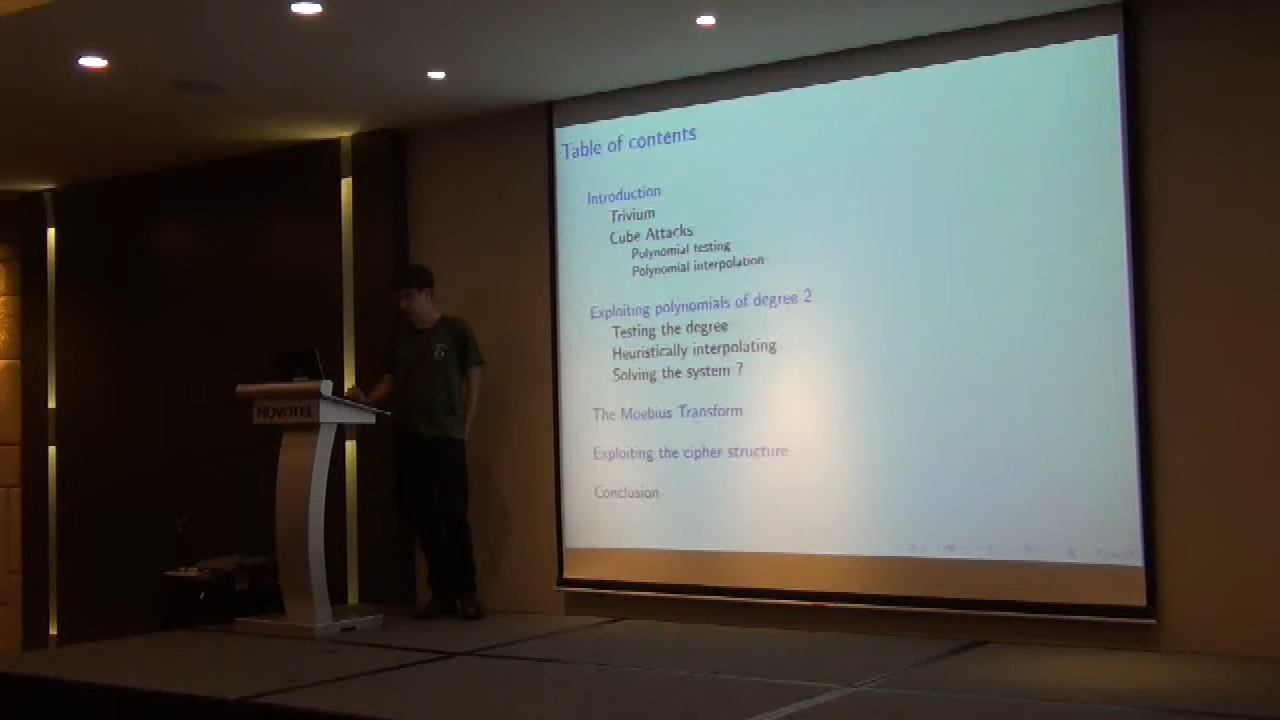 Table of contents
Introduction
Trivium
Cube Attacks
Polynomial testing
Polynomial interpolation
Exploiting polynomials of degree 2
Testing the degree
Heuristically interpolating
Solving the system ?
The Moebius Transform
Exploiting the cipher structure
Conclusion
NOVOTEL